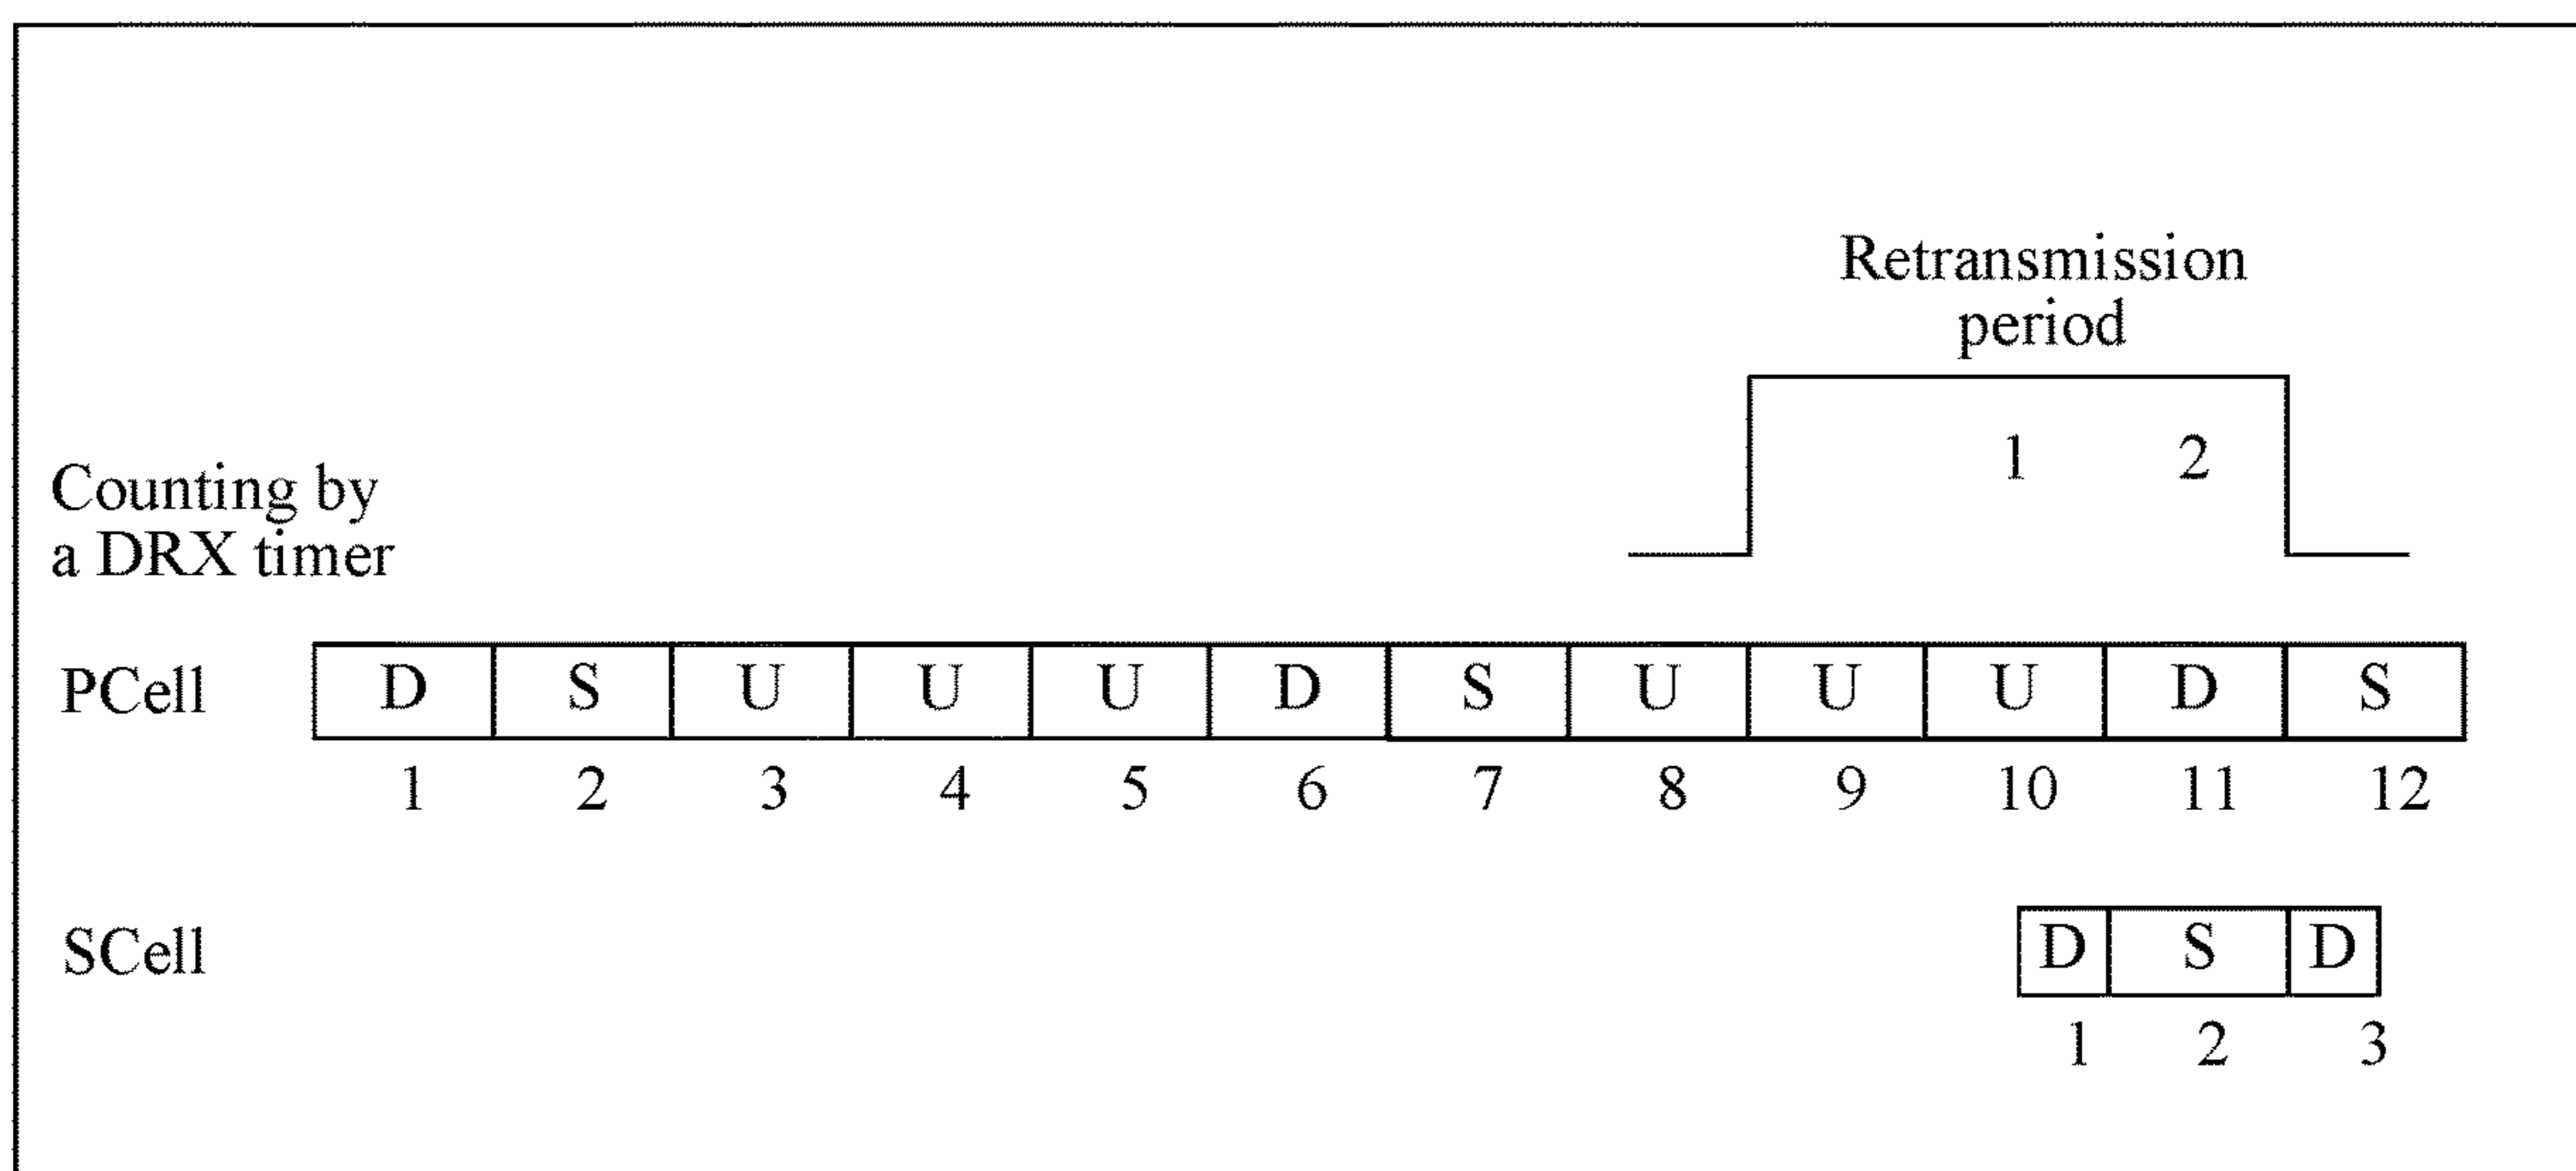 Retransmission
period
1 2
Counting by
a DRX timer
PCell D S U U U D S U U U D S
1 2 3 4 5 6 7 8 9 10 11 12
SCell D S D
1 2 3